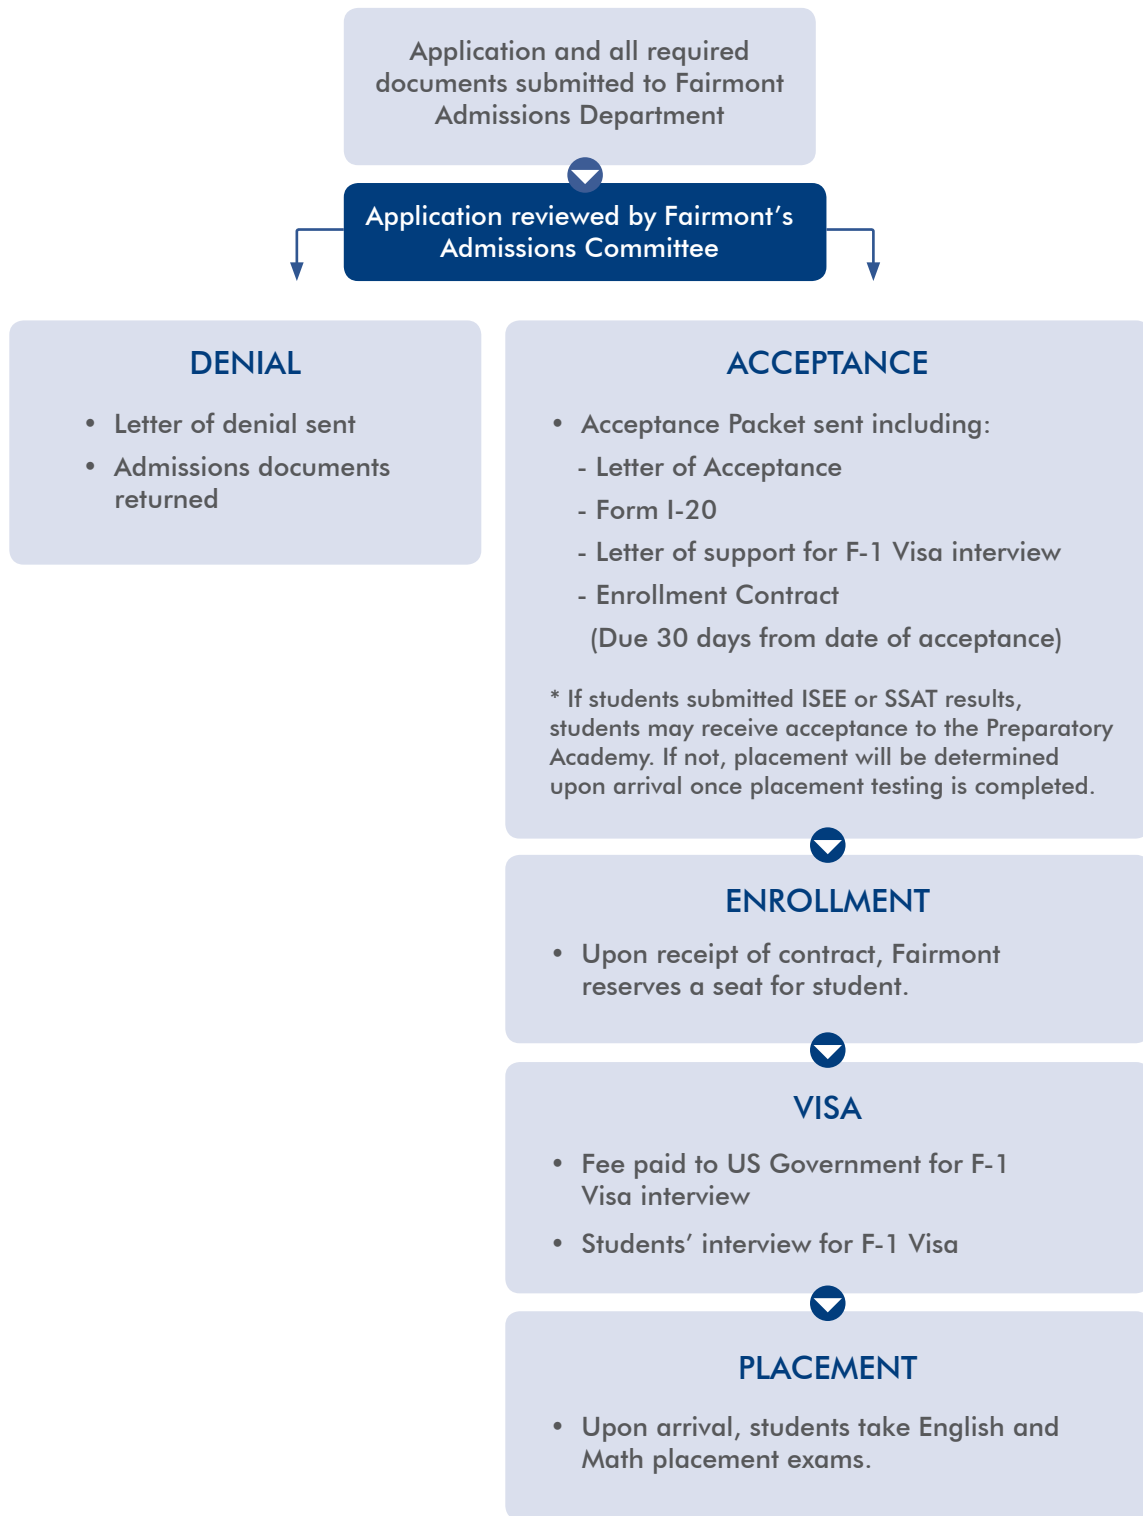 Application and all required
documents submitted to Fairmont
Admissions Department
Application reviewed by Fairmont’s
Admissions Committee
DENIAL
• Letter of denial sent
• Admissions documents
returned
ACCEPTANCE
• Acceptance Packet sent including:
- Letter of Acceptance
- Form I-20
- Letter of support for F-1 Visa interview
- Enrollment Contract
(Due 30 days from date of acceptance)
* If students submitted ISEE or SSAT results,
students may receive acceptance to the Preparatory
Academy. If not, placement will be determined
upon arrival once placement testing is completed.
ENROLLMENT
• Upon receipt of contract, Fairmont
reserves a seat for student.
VISA
• Fee paid to US Government for F-1
Visa interview
• Students’ interview for F-1 Visa
PLACEMENT
• Upon arrival, students take English and
Math placement exams.